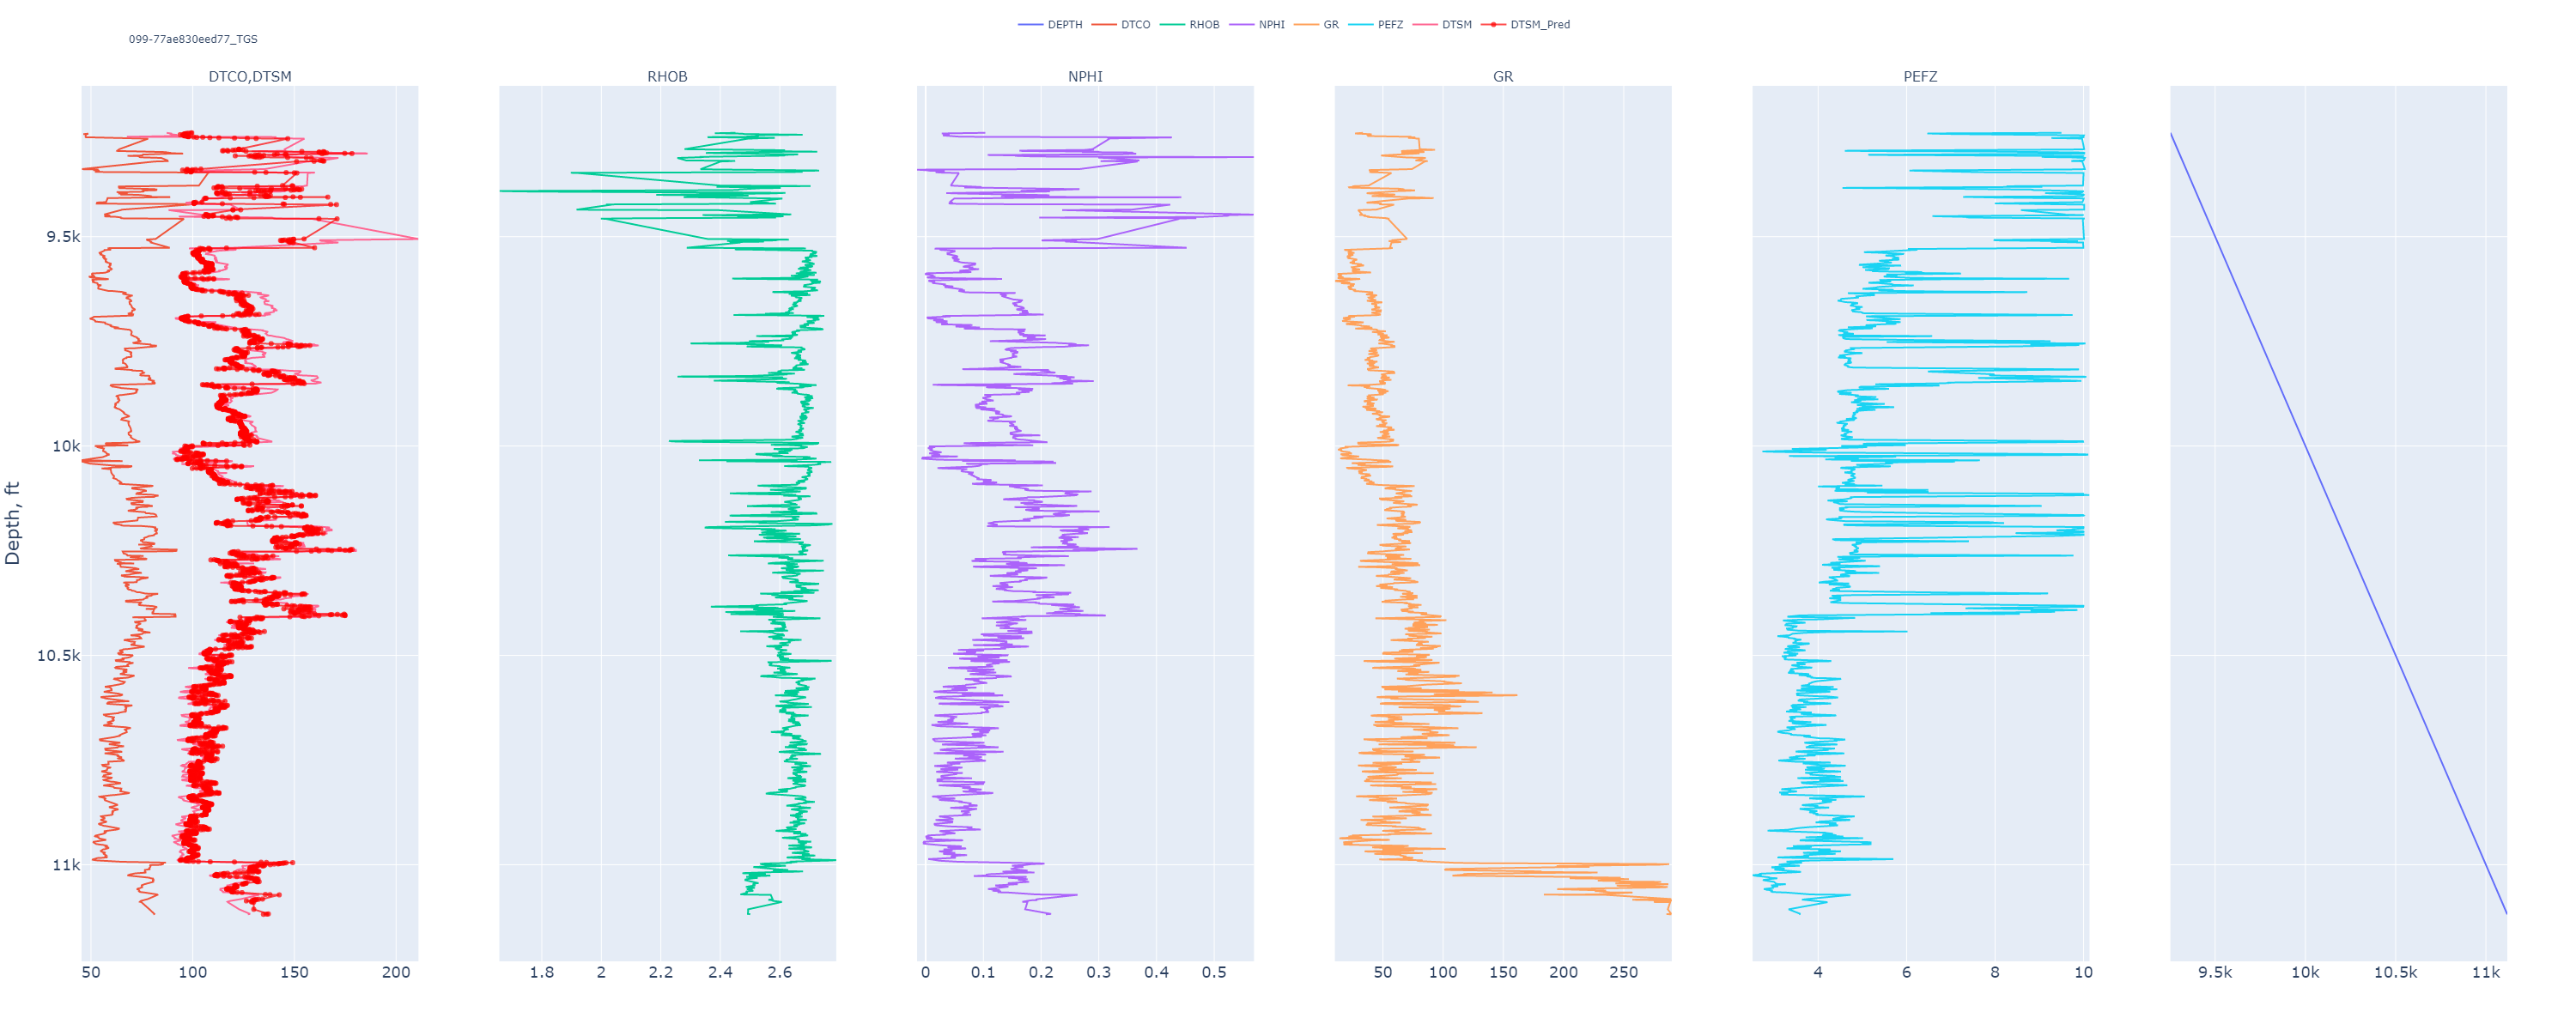 DEPTH DTCO RHOB NPHI GR PEFZ DTSM DTSM_Pred
099-77ae830eed77_TGS
DTCO,DTSM RHOB NPHI GR PEFZ
9.5k
10k
Depth, ft
10.5k
11k
50 100 150 200 1.8 2 2.2 2.4 2.6 0 0.1 0.2 0.3 0.4 0.5 50 100 150 200 250 4 6 8 10 9.5k 10k 10.5k 11k